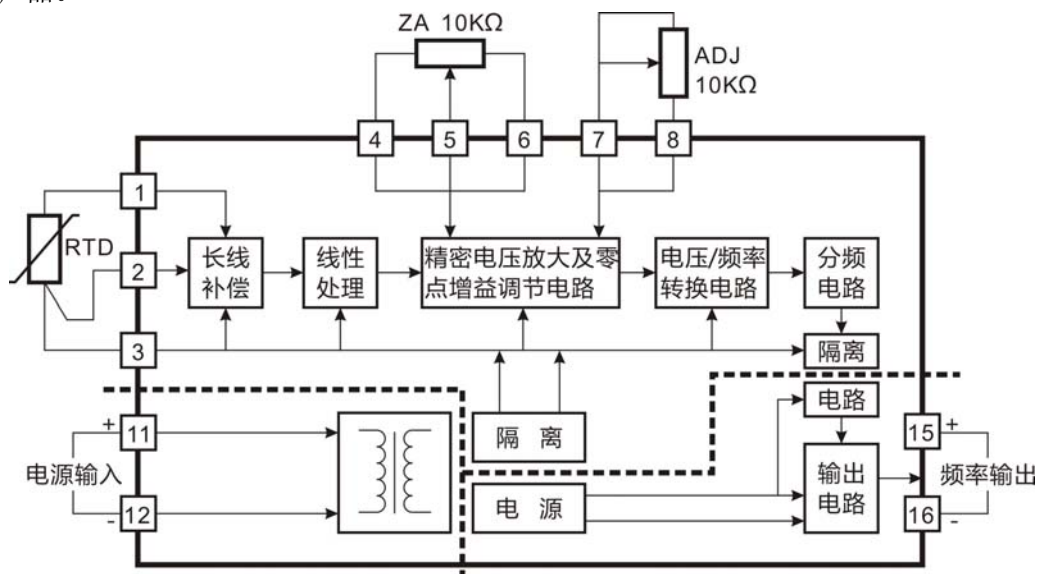 ZA 10KΩ
ADJ
10KΩ
4
5
6
7
8
1
RTD
2
长线
补偿
线性
处理
精密电压放大及零
点增益调节电路
电压/频率
转换电路
分频
电路
3
隔离
电路
+
11
隔 离
15
+
电源输入
输出
电路
频率输出
-
12
电 源
16
-